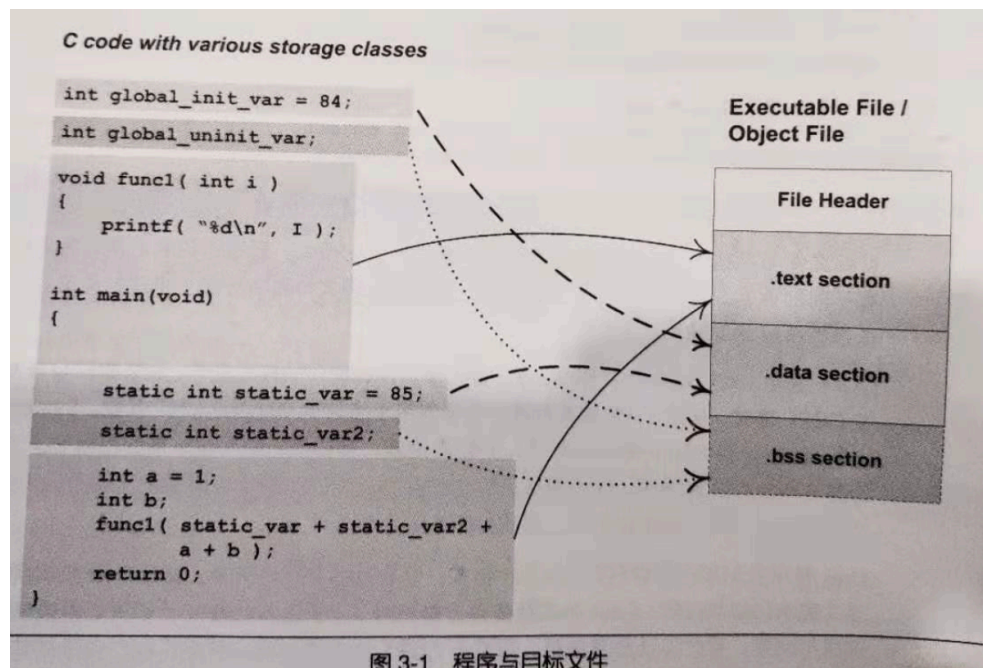 C code with various storage classes
int global_init_var = 84;
int global_uninit_var;
void func1( int i )
{
printf( "%d\n", I );
}
int main(void)
{
static int static_var = 85;
static int static_var2;
int a = 1;
int b;
func1( static_var + static_var2 +
a + b );
return 0;
}
Executable File /
Object File
File Header
.text section
.data section
.bss section
图 3-1 程序与目标文件